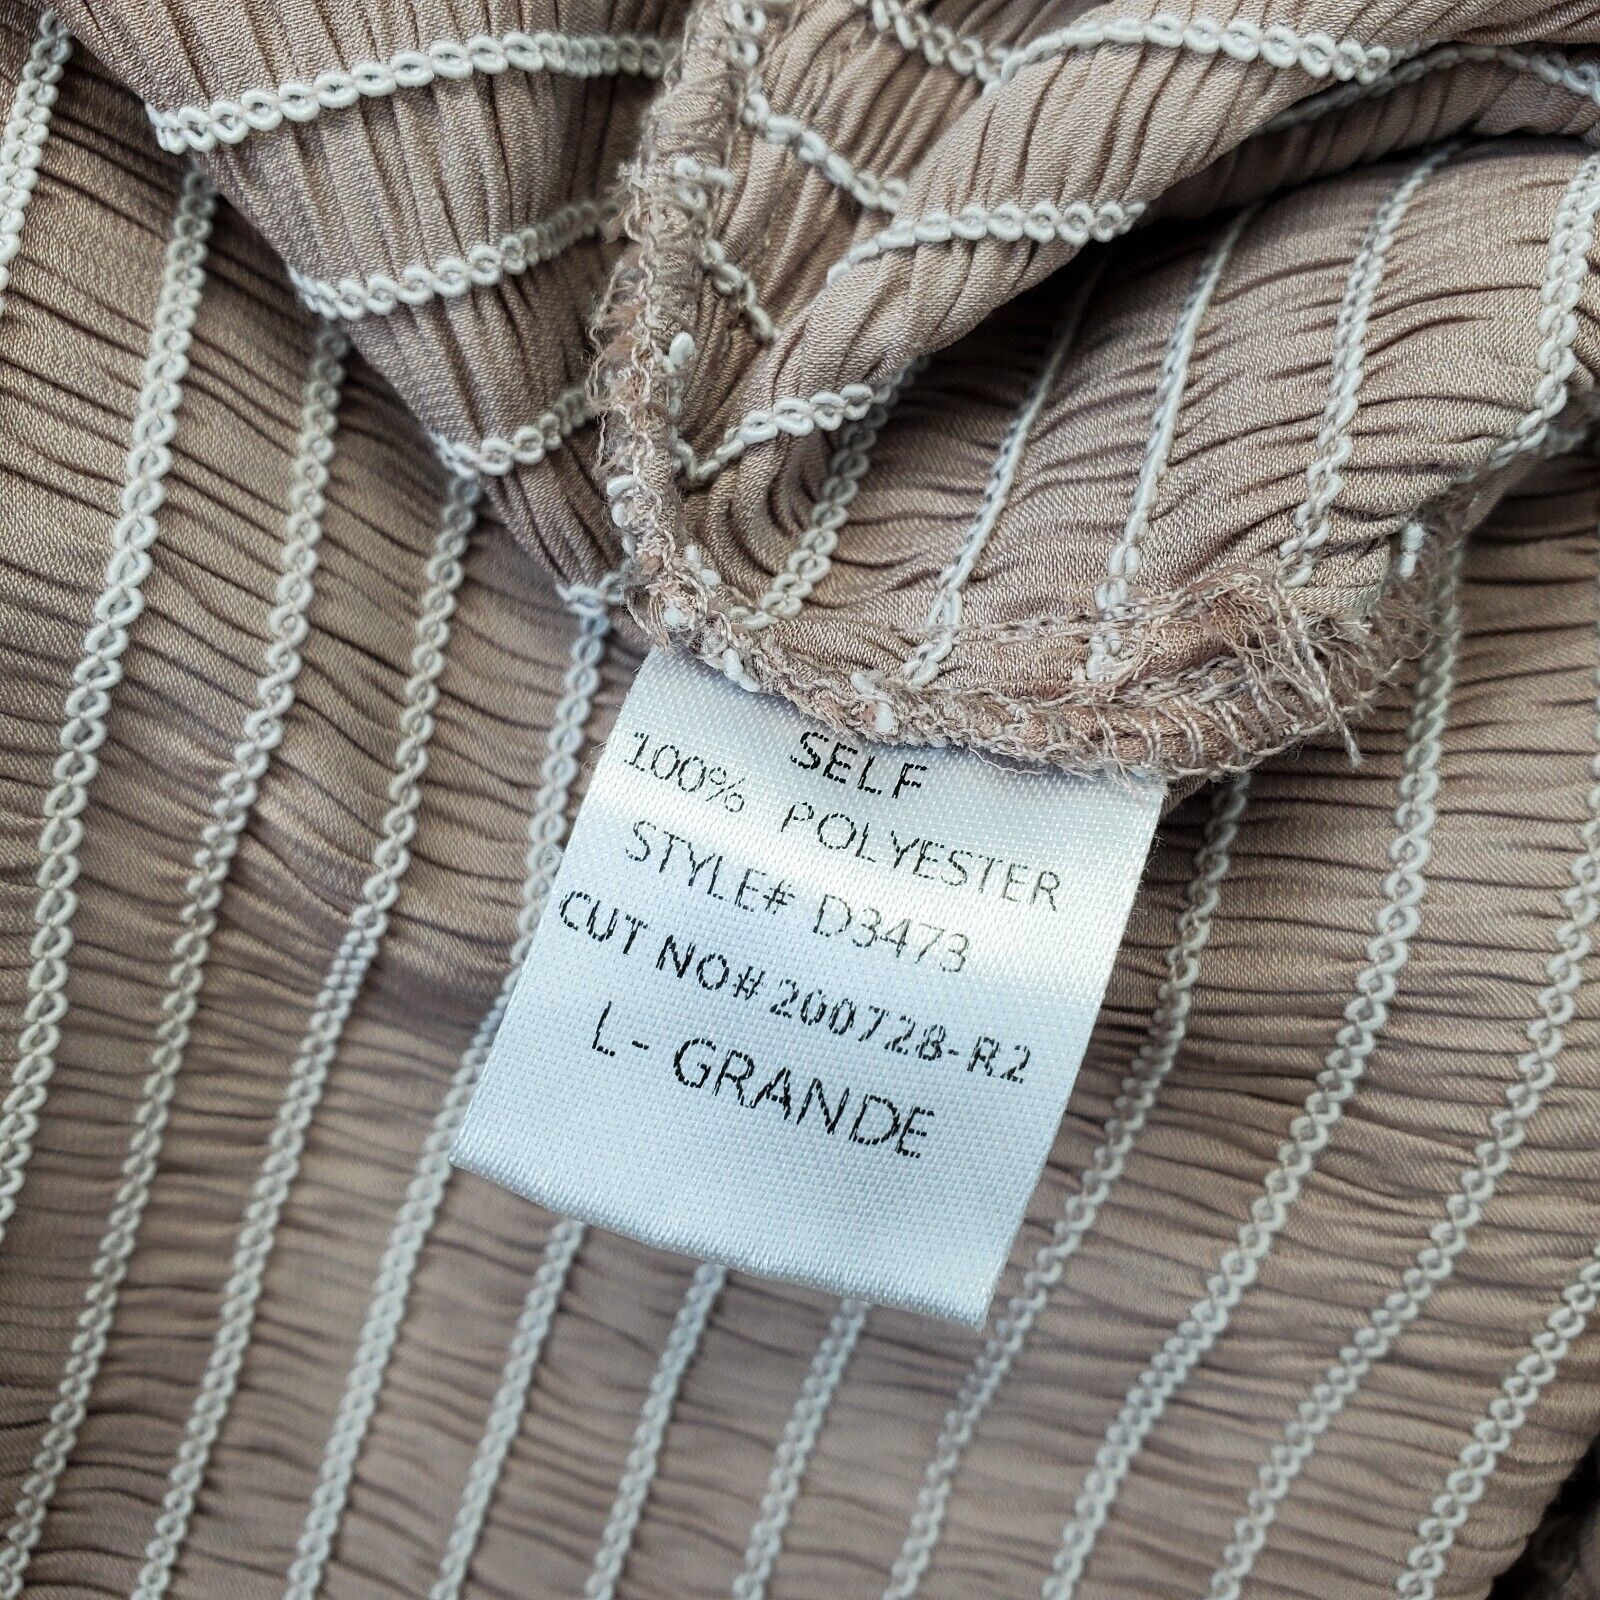 SELF
100% POLYESTER
STYLE# D3473
CUT NO#200728-R2
L - GRANDE